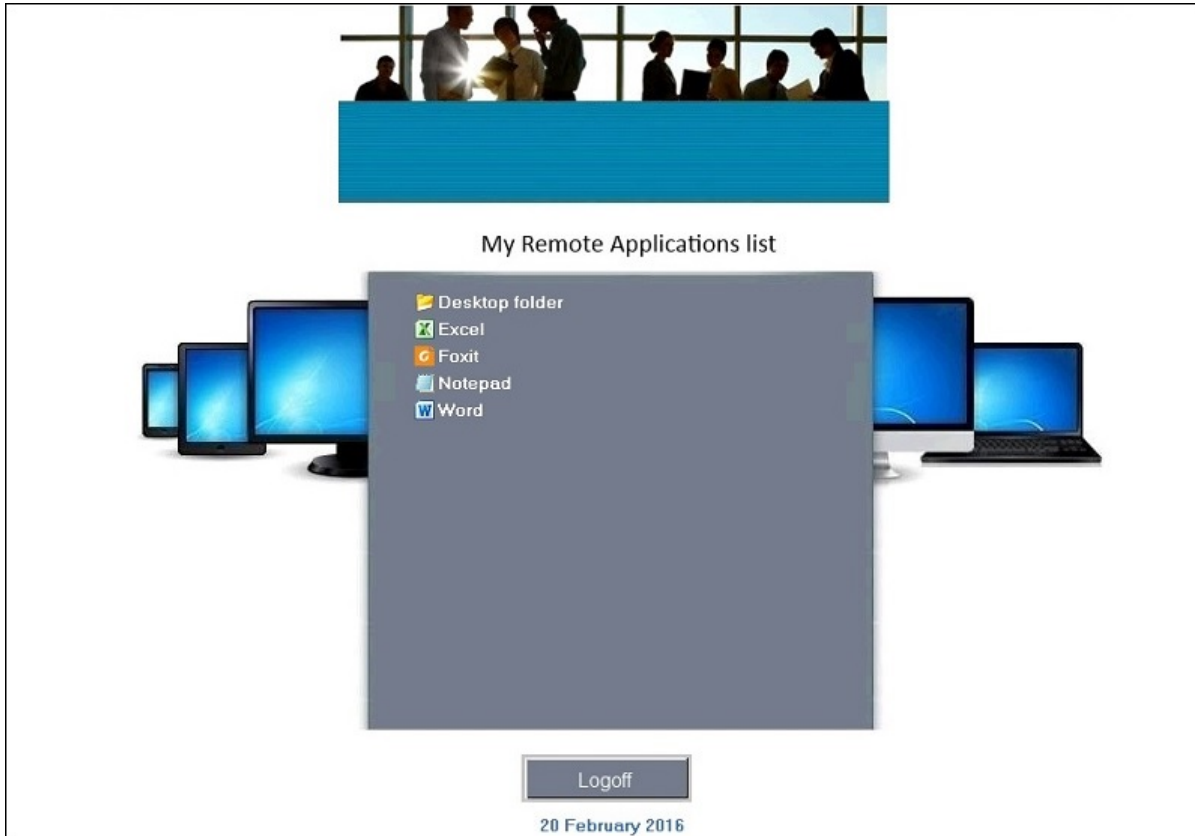 My Remote Applications list
Desktop folder
Excel
Foxit
Notepad
Word
Logoff
20 February 2016